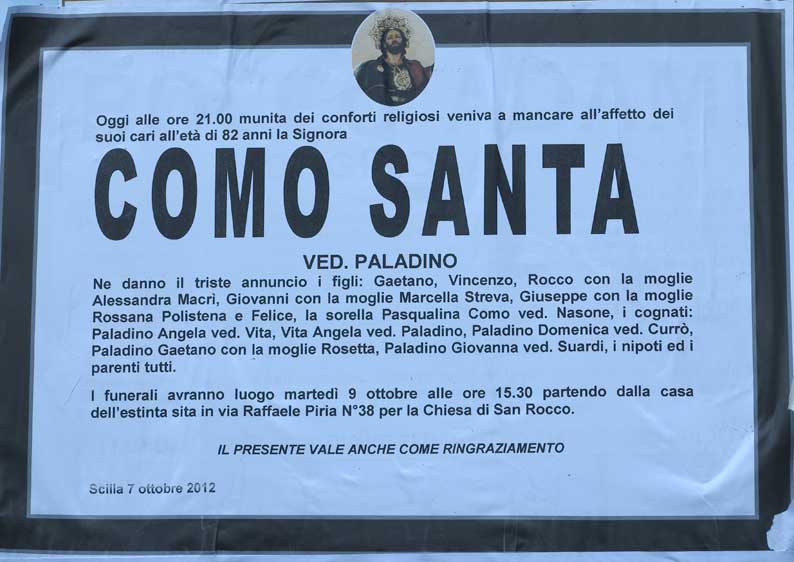 Oggi alle ore 21.00 munita dei conforti religiosi veniva a mancare all'affetto dei
suoi cari all'età di 82 anni la Signora
COMO SANTA
VED. PALADINO
Ne danno il triste annuncio i figli: Gaetano, Vincenzo, Rocco con la moglie
Alessandra Macrì, Giovanni con la moglie Marcella Streva, Giuseppe con la moglie
Rossana Polistena e Felice, la sorella Pasqualina Como ved. Nasone, i cognati:
Paladino Angela ved. Vita, Vita Angela ved. Paladino, Paladino Domenica ved. Currò,
Paladino Gaetano con la moglie Rosetta, Paladino Giovanna ved. Suardi, i nipoti ed i
parenti tutti.
I funerali avranno luogo martedì 9 ottobre alle ore 15.30 partendo dalla casa
dell'estinta sita in via Raffaele Piria N°38 per la Chiesa di San Rocco.
IL PRESENTE VALE ANCHE COME RINGRAZIAMENTO
Scilla 7 ottobre 2012